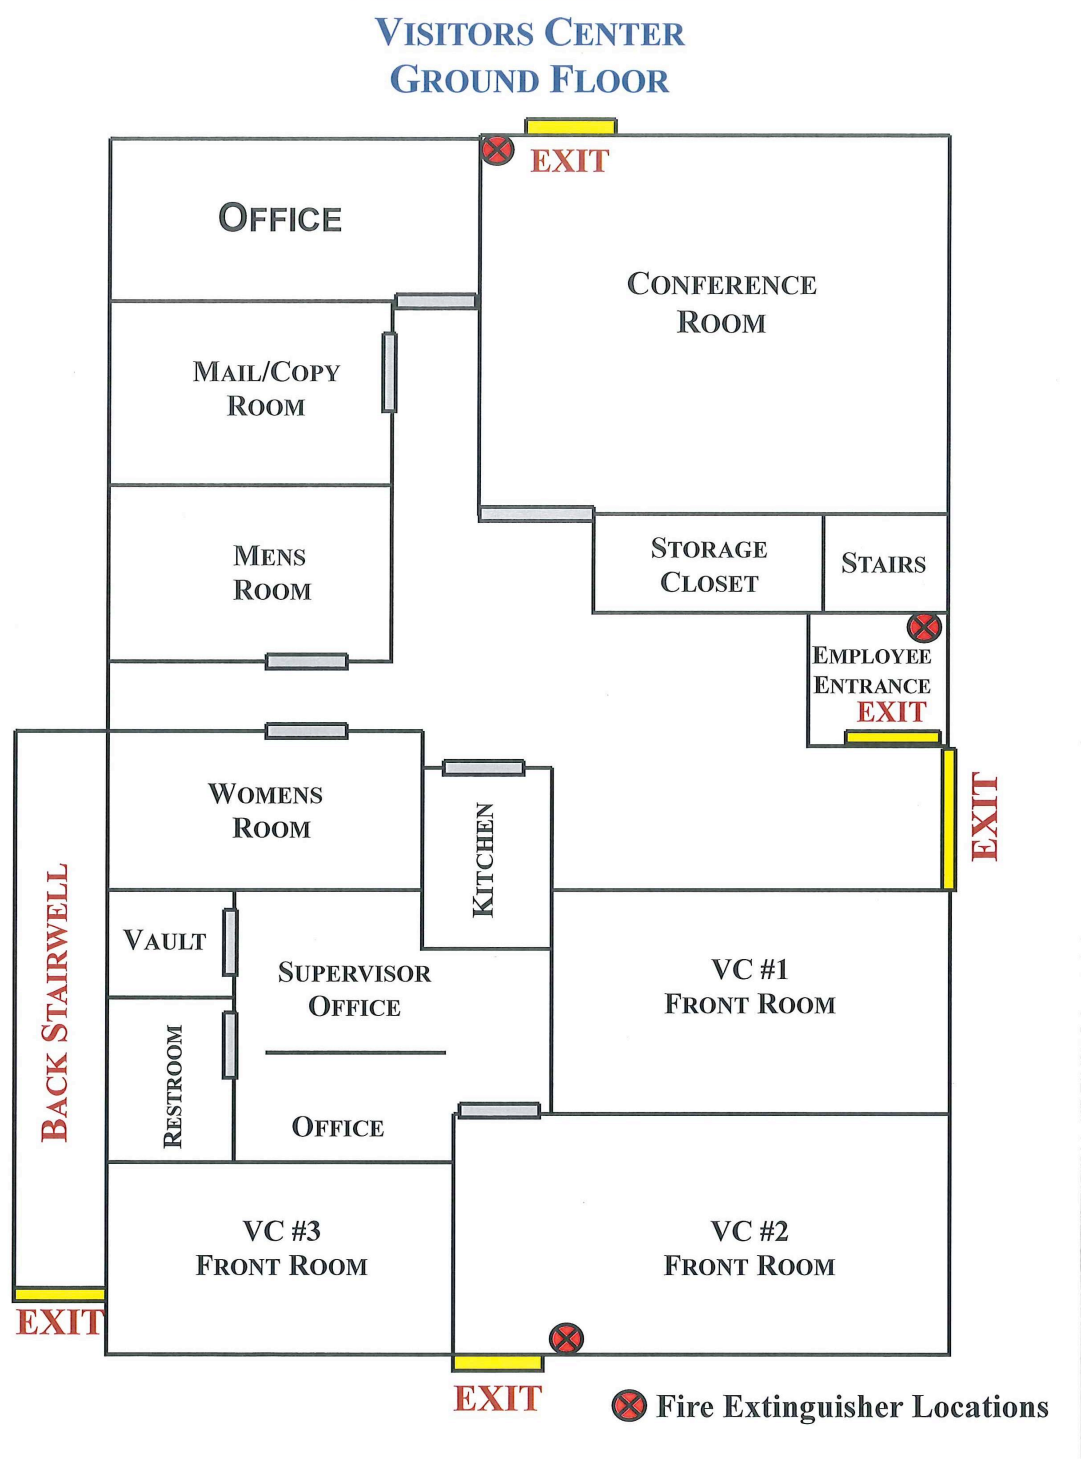 VISITORS CENTER
GROUND FLOOR
EXIT
OFFICE
CONFERENCE
ROOM
MAIL/COPY
ROOM
MENS
ROOM
STORAGE
CLOSET
STAIRS
EMPLOYEE
ENTRANCE
EXIT
EXIT
WOMENS
ROOM
KITCHEN
BACK STAIRWELL
VAULT
SUPERVISOR
OFFICE
VC #1
FRONT ROOM
RESTROOM
OFFICE
VC #3
FRONT ROOM
VC #2
FRONT ROOM
EXIT
EXIT
Fire Extinguisher Locations